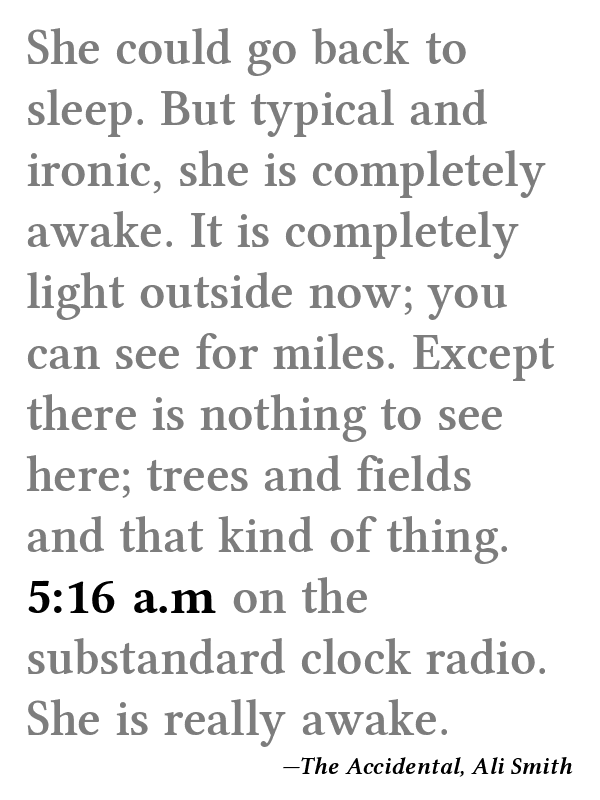 She could go back to
sleep. But typical and
ironic, she is completely
awake. It is completely
light outside now; you
can see for miles. Except
there is nothing to see
here; trees and fields
and that kind of thing.
5:16 a.m on the
substandard clock radio.
She is really awake.
—The Accidental, Ali Smith